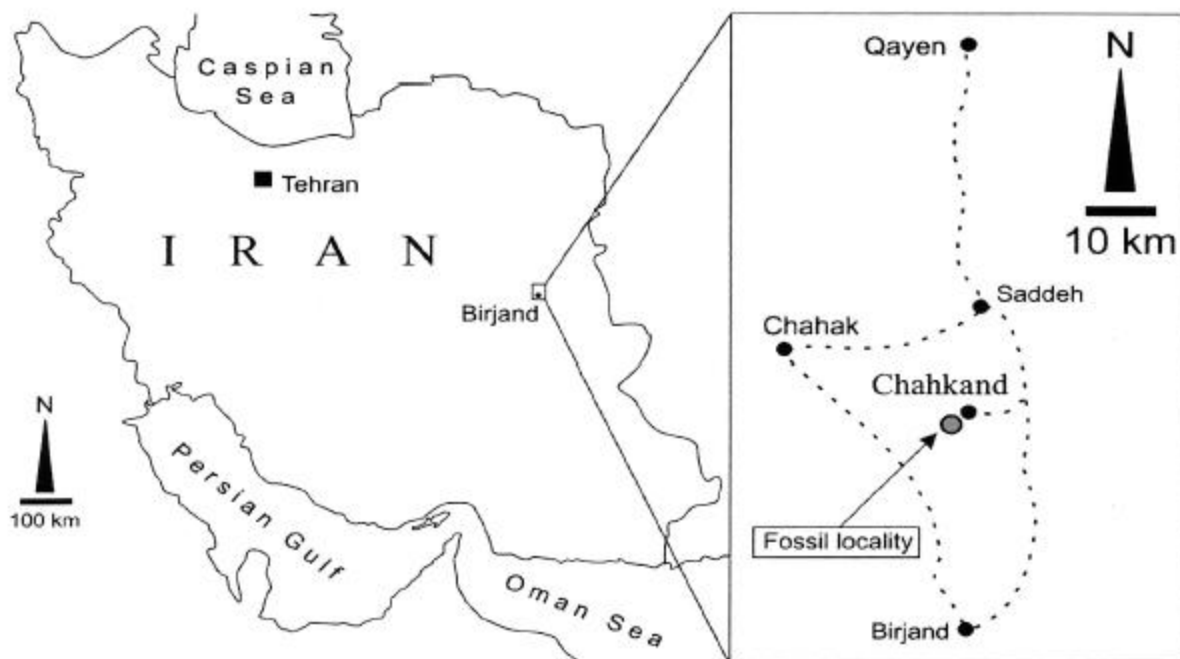 Caspian
Sea
Tehran
I R A N
Birjand
N
100 km
Persian Gulf
Oman Sea
Qayen
N
10 km
Saddeh
Chahak
Chahkand
Fossil locality
Birjand